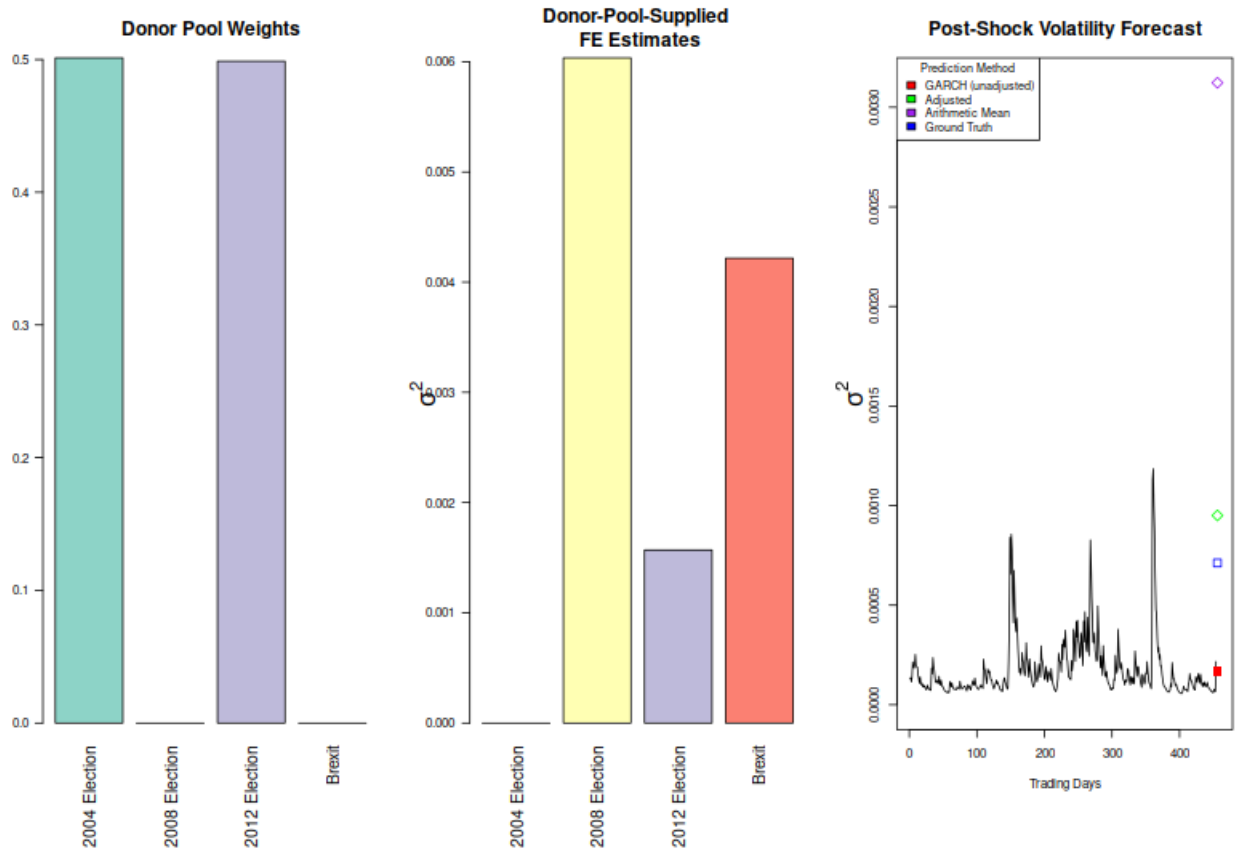 Donor Pool Weights
0.5
0.4
0.3
0.2
0.1
0.0
2004 Election
2008 Election
2012 Election
Brexit
Donor-Pool-Supplied
FE Estimates
σ²
0.006
0.005
0.004
0.003
0.002
0.001
0.000
2004 Election
2008 Election
2012 Election
Brexit
Post-Shock Volatility Forecast
Prediction Method
GARCH (unadjusted)
Adjusted
Arithmetic Mean
Ground Truth
σ²
0.0030
0.0025
0.0020
0.0015
0.0010
0.0005
0.0000
0
100
200
300
400
Trading Days